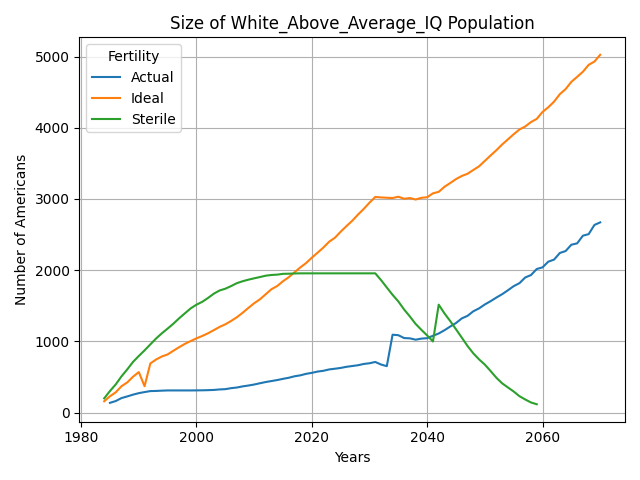 Size of White_Above_Average_IQ Population
Number of Americans
5000
4000
3000
2000
1000
0
Fertility
Actual
Ideal
Sterile
1980
2000
2020
2040
2060
Years